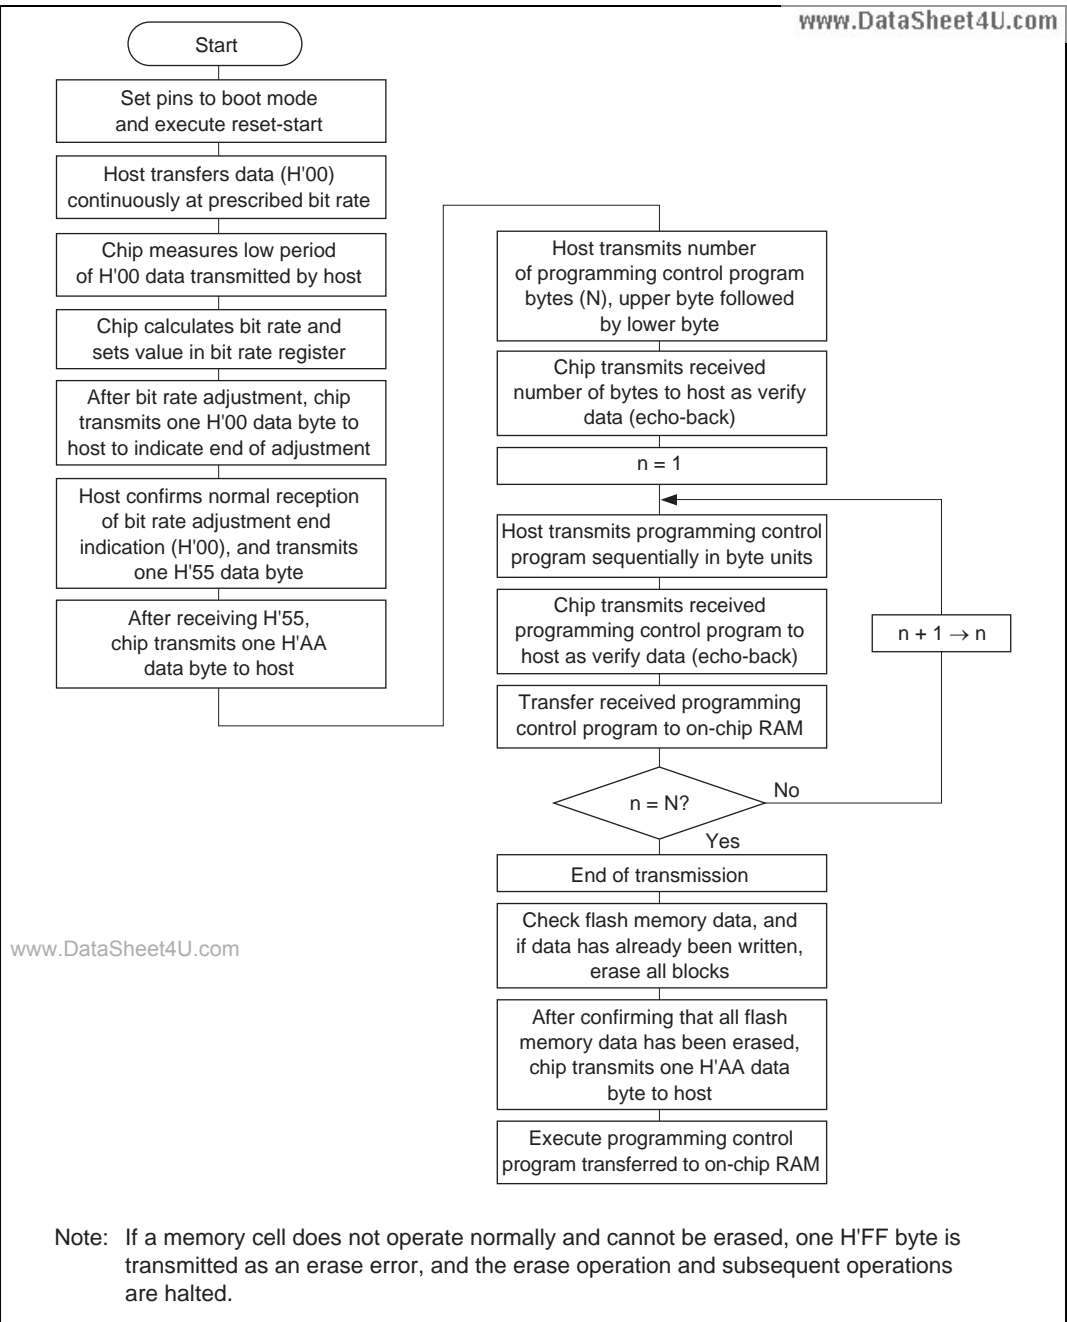 www.DataSheet4U.com
Start
Set pins to boot mode
and execute reset-start
Host transfers data (H'00)
continuously at prescribed bit rate
Chip measures low period
of H'00 data transmitted by host
Chip calculates bit rate and
sets value in bit rate register
After bit rate adjustment, chip
transmits one H'00 data byte to
host to indicate end of adjustment
Host confirms normal reception
of bit rate adjustment end
indication (H'00), and transmits
one H'55 data byte
After receiving H'55,
chip transmits one H'AA
data byte to host
Host transmits number
of programming control program
bytes (N), upper byte followed
by lower byte
Chip transmits received
number of bytes to host as verify
data (echo-back)
n = 1
Host transmits programming control
program sequentially in byte units
Chip transmits received
programming control program to
host as verify data (echo-back)
n + 1 → n
Transfer received programming
control program to on-chip RAM
n = N?
No
Yes
End of transmission
Check flash memory data, and
if data has already been written,
erase all blocks
www.DataSheet4U.com
After confirming that all flash
memory data has been erased,
chip transmits one H'AA data
byte to host
Execute programming control
program transferred to on-chip RAM
Note: If a memory cell does not operate normally and cannot be erased, one H'FF byte is
transmitted as an erase error, and the erase operation and subsequent operations
are halted.